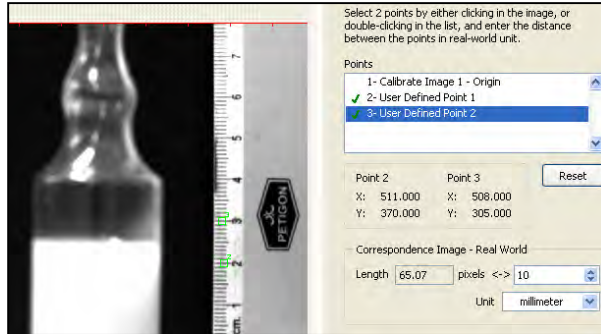 Select 2 points by either clicking in the image, or
double-clicking in the list, and enter the distance
between the points in real-world unit.
Points
1- Calibrate Image 1 - Origin
2- User Defined Point 1
3- User Defined Point 2
Point 2 Point 3 Reset
X: 511.000 X: 508.000
Y: 370.000 Y: 305.000
Correspondence Image - Real World
Length 65.07 pixels <-> 10
Unit millimeter
7
6
5
4
3
2
1
cm.
PETIGON